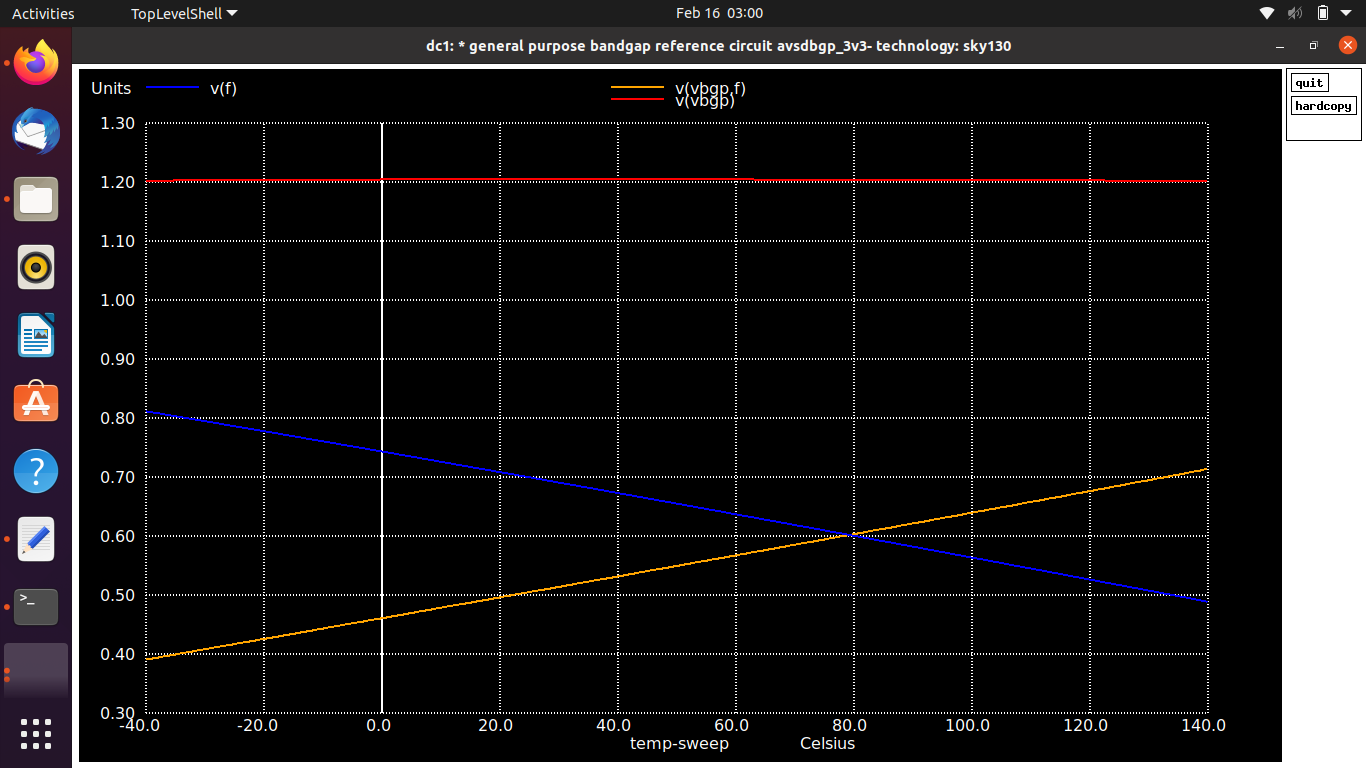 Activities TopLevelShell Feb 16 03:00
dc1: * general purpose bandgap reference circuit avsdbgp_3v3- technology: sky130
quit
hardcopy
Units v(f) v(vbgp,f)
v(vbgp)
1.30
1.20
1.10
1.00
0.90
0.80
0.70
0.60
0.50
0.40
0.30
-40.0 -20.0 0.0 20.0 40.0 60.0 80.0 100.0 120.0 140.0
temp-sweep Celsius
A
?
>_